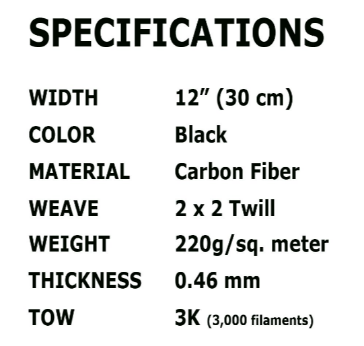 SPECIFICATIONS
WIDTH 12” (30 cm)
COLOR Black
MATERIAL Carbon Fiber
WEAVE 2 x 2 Twill
WEIGHT 220g/sq. meter
THICKNESS 0.46 mm
TOW 3K (3,000 filaments)